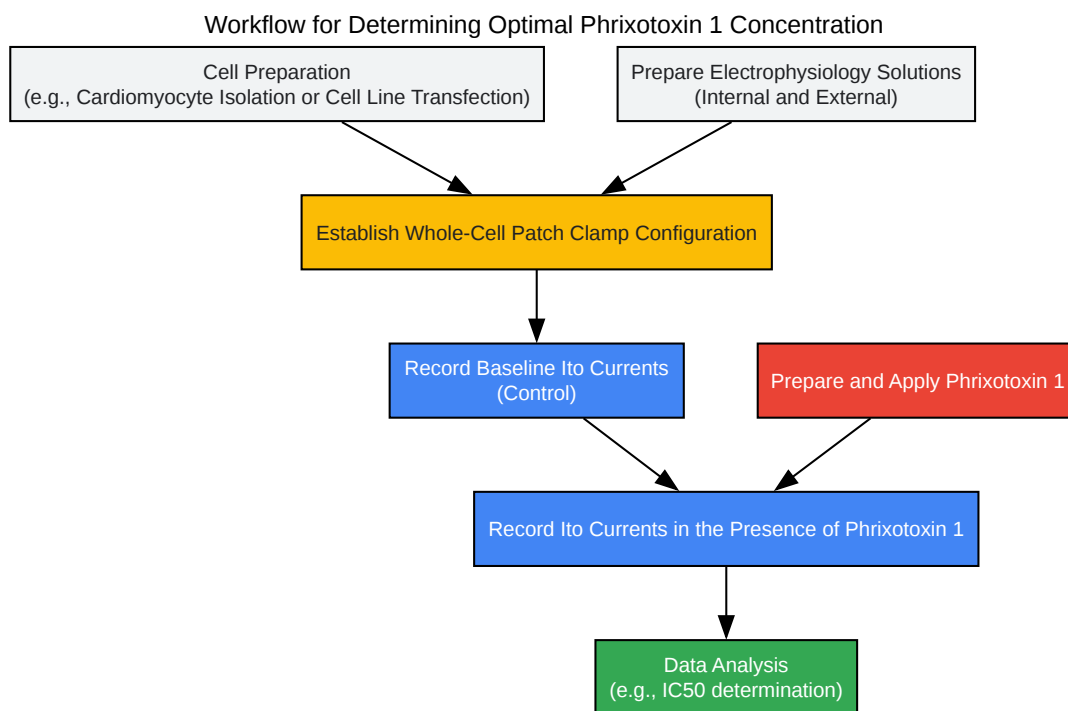 Workflow for Determining Optimal Phrixotoxin 1 Concentration
Cell Preparation
(e.g., Cardiomyocyte Isolation or Cell Line Transfection)
Prepare Electrophysiology Solutions
(Internal and External)
Establish Whole-Cell Patch Clamp Configuration
Record Baseline Ito Currents
(Control)
Prepare and Apply Phrixotoxin 1
Record Ito Currents in the Presence of Phrixotoxin 1
Data Analysis
(e.g., IC50 determination)